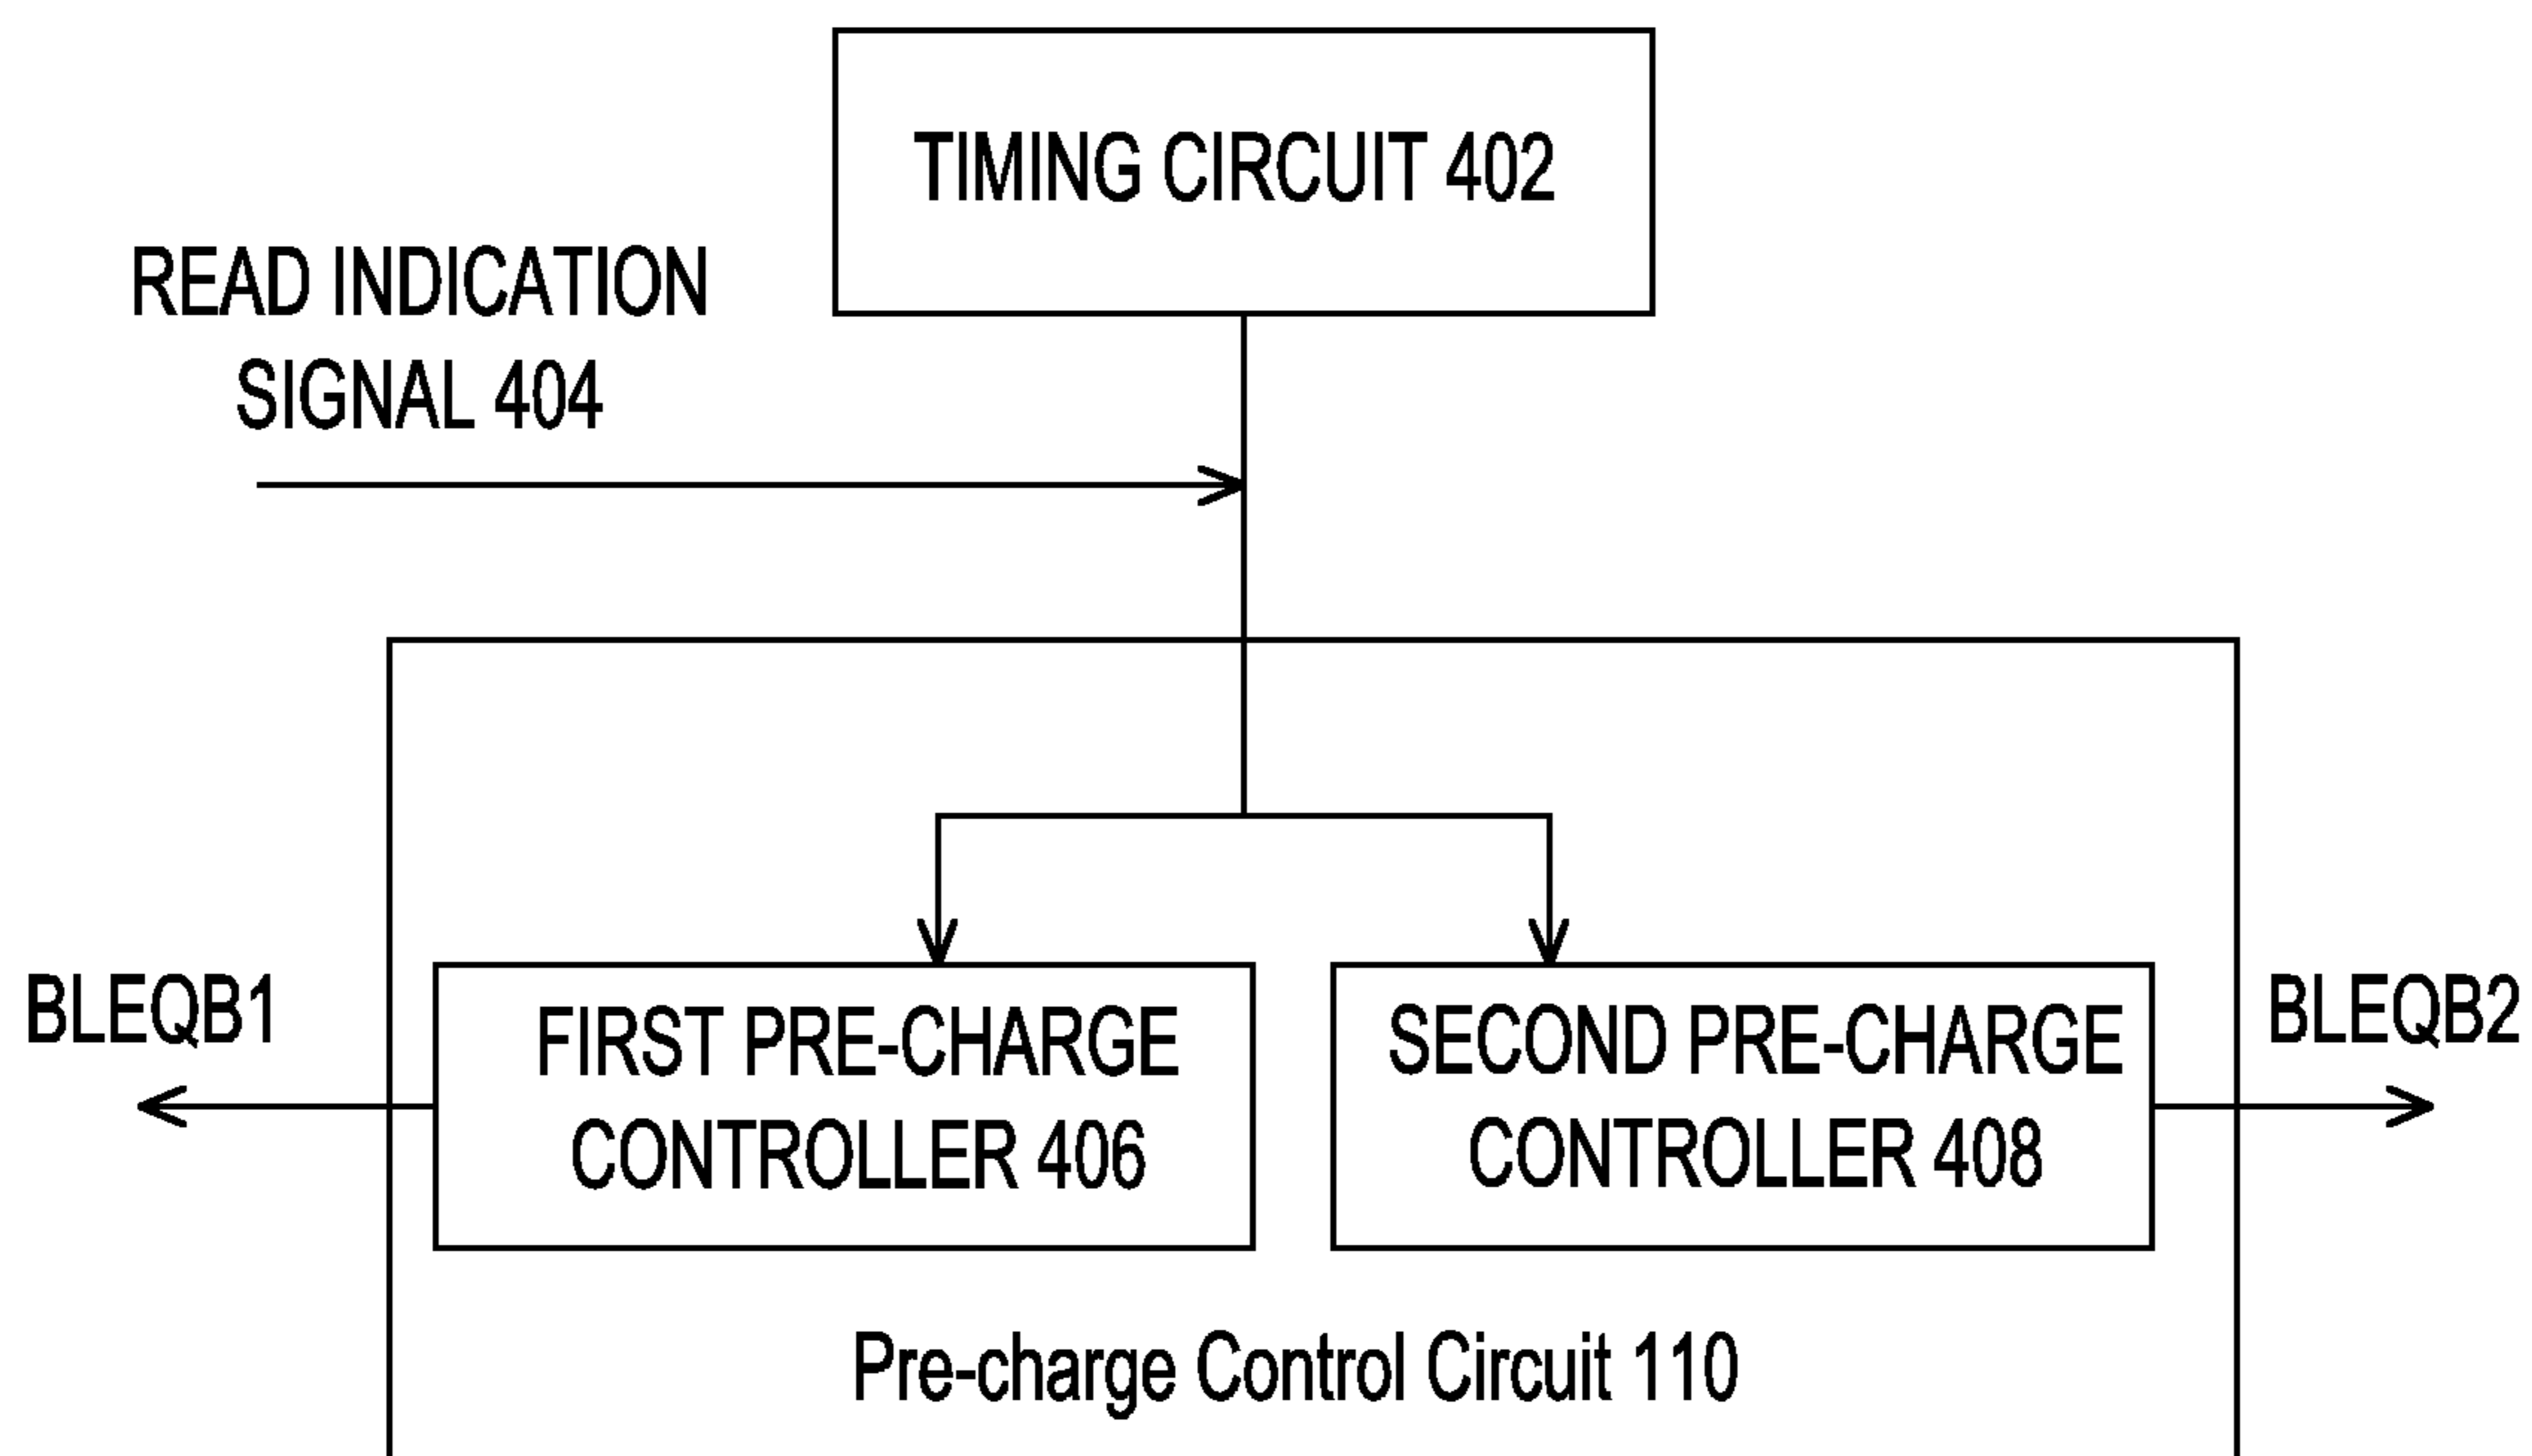 TIMING CIRCUIT 402
READ INDICATION
SIGNAL 404
BLEQB1
FIRST PRE-CHARGE
CONTROLLER 406
SECOND PRE-CHARGE
CONTROLLER 408
BLEQB2
Pre-charge Control Circuit 110